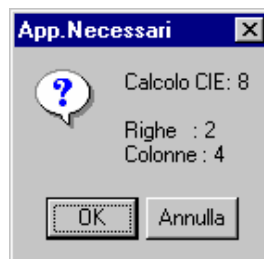 App.Necessari
Calcolo CIE: 8
Righe : 2
Colonne : 4
OK
Annulla